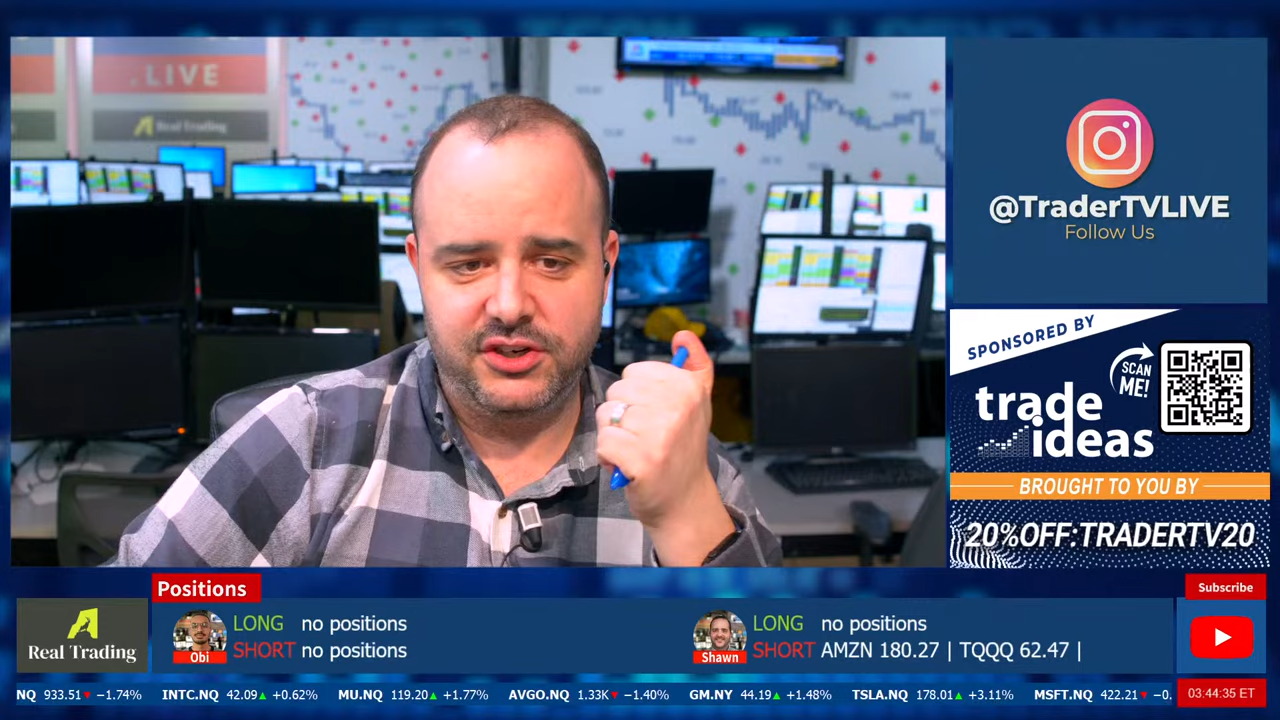 .LIVE
Real Trading
@TraderTVLIVE
Follow Us
SPONSORED BY
SCAN
ME!
trade
ideas
BROUGHT TO YOU BY
20%OFF:TRADERTV20
Positions
Subscribe
LONG no positions
SHORT no positions
Obi
LONG no positions
SHORT AMZN 180.27 | TQQQ 62.47 |
Shawn
Real Trading
NQ 933.51▼ −1.74% INTC.NQ 42.09▲ +0.62% MU.NQ 119.20▲ +1.77% AVGO.NQ 1.33K▼ −1.40% GM.NY 44.19▲ +1.48% TSLA.NQ 178.01▲ +3.11% MSFT.NQ 422.21▼ −0.
03:44:35 ET